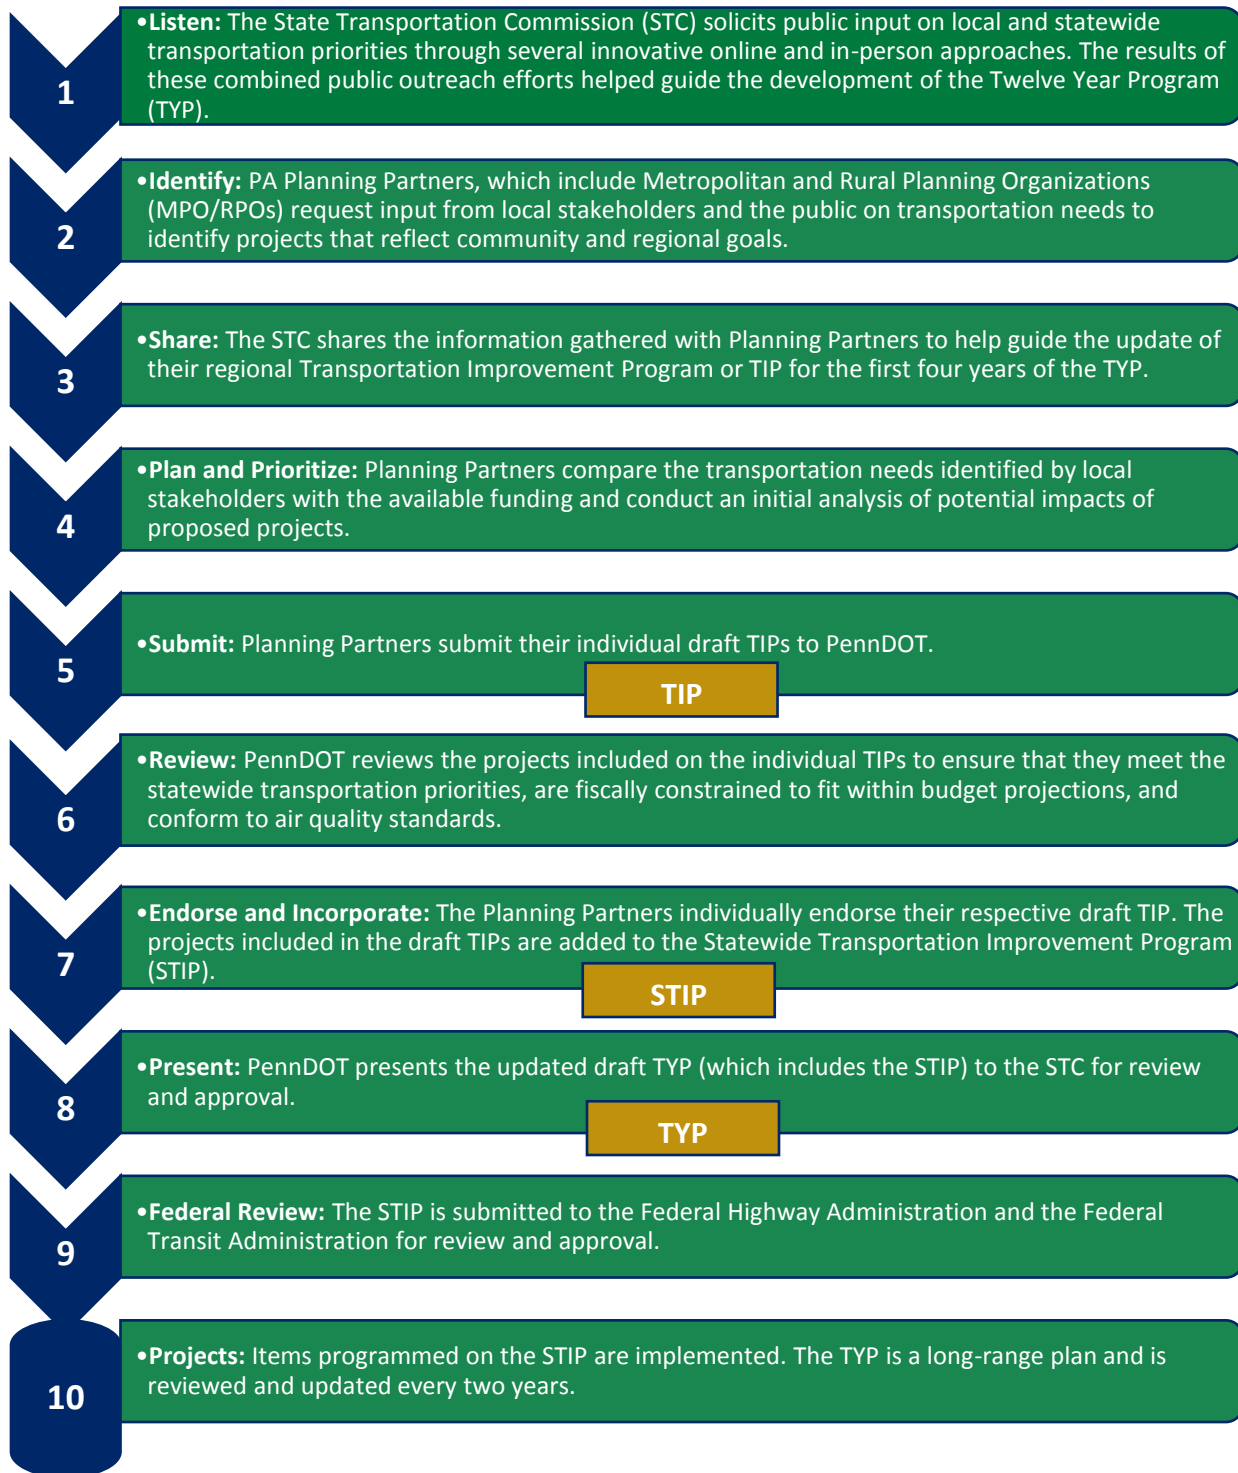 1
•Listen: The State Transportation Commission (STC) solicits public input on local and statewide
transportation priorities through several innovative online and in-person approaches. The results of
these combined public outreach efforts helped guide the development of the Twelve Year Program
(TYP).
2
•Identify: PA Planning Partners, which include Metropolitan and Rural Planning Organizations
(MPO/RPOs) request input from local stakeholders and the public on transportation needs to
identify projects that reflect community and regional goals.
3
•Share: The STC shares the information gathered with Planning Partners to help guide the update of
their regional Transportation Improvement Program or TIP for the first four years of the TYP.
4
•Plan and Prioritize: Planning Partners compare the transportation needs identified by local
stakeholders with the available funding and conduct an initial analysis of potential impacts of
proposed projects.
5
•Submit: Planning Partners submit their individual draft TIPs to PennDOT.
TIP
6
•Review: PennDOT reviews the projects included on the individual TIPs to ensure that they meet the
statewide transportation priorities, are fiscally constrained to fit within budget projections, and
conform to air quality standards.
7
•Endorse and Incorporate: The Planning Partners individually endorse their respective draft TIP. The
projects included in the draft TIPs are added to the Statewide Transportation Improvement Program
(STIP).
STIP
8
•Present: PennDOT presents the updated draft TYP (which includes the STIP) to the STC for review
and approval.
TYP
9
•Federal Review: The STIP is submitted to the Federal Highway Administration and the Federal
Transit Administration for review and approval.
10
•Projects: Items programmed on the STIP are implemented. The TYP is a long-range plan and is
reviewed and updated every two years.